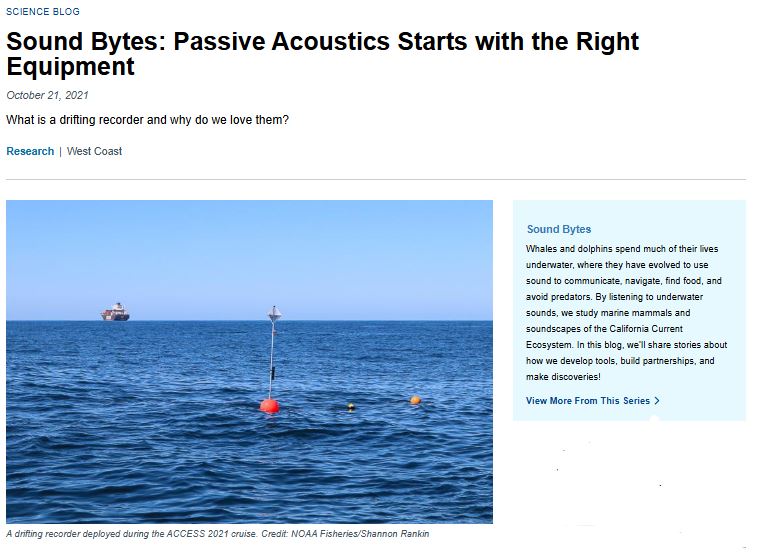 SCIENCE BLOG
Sound Bytes: Passive Acoustics Starts with the Right
Equipment
October 21, 2021
What is a drifting recorder and why do we love them?
Research | West Coast
Sound Bytes
Whales and dolphins spend much of their lives
underwater, where they have evolved to use
sound to communicate, navigate, find food, and
avoid predators. By listening to underwater
sounds, we study marine mammals and
soundscapes of the California Current
Ecosystem. In this blog, we'll share stories about
how we develop tools, build partnerships, and
make discoveries!
View More From This Series
A drifting recorder deployed during the ACCESS 2021 cruise. Credit: NOAA Fisheries/Shannon Rankin